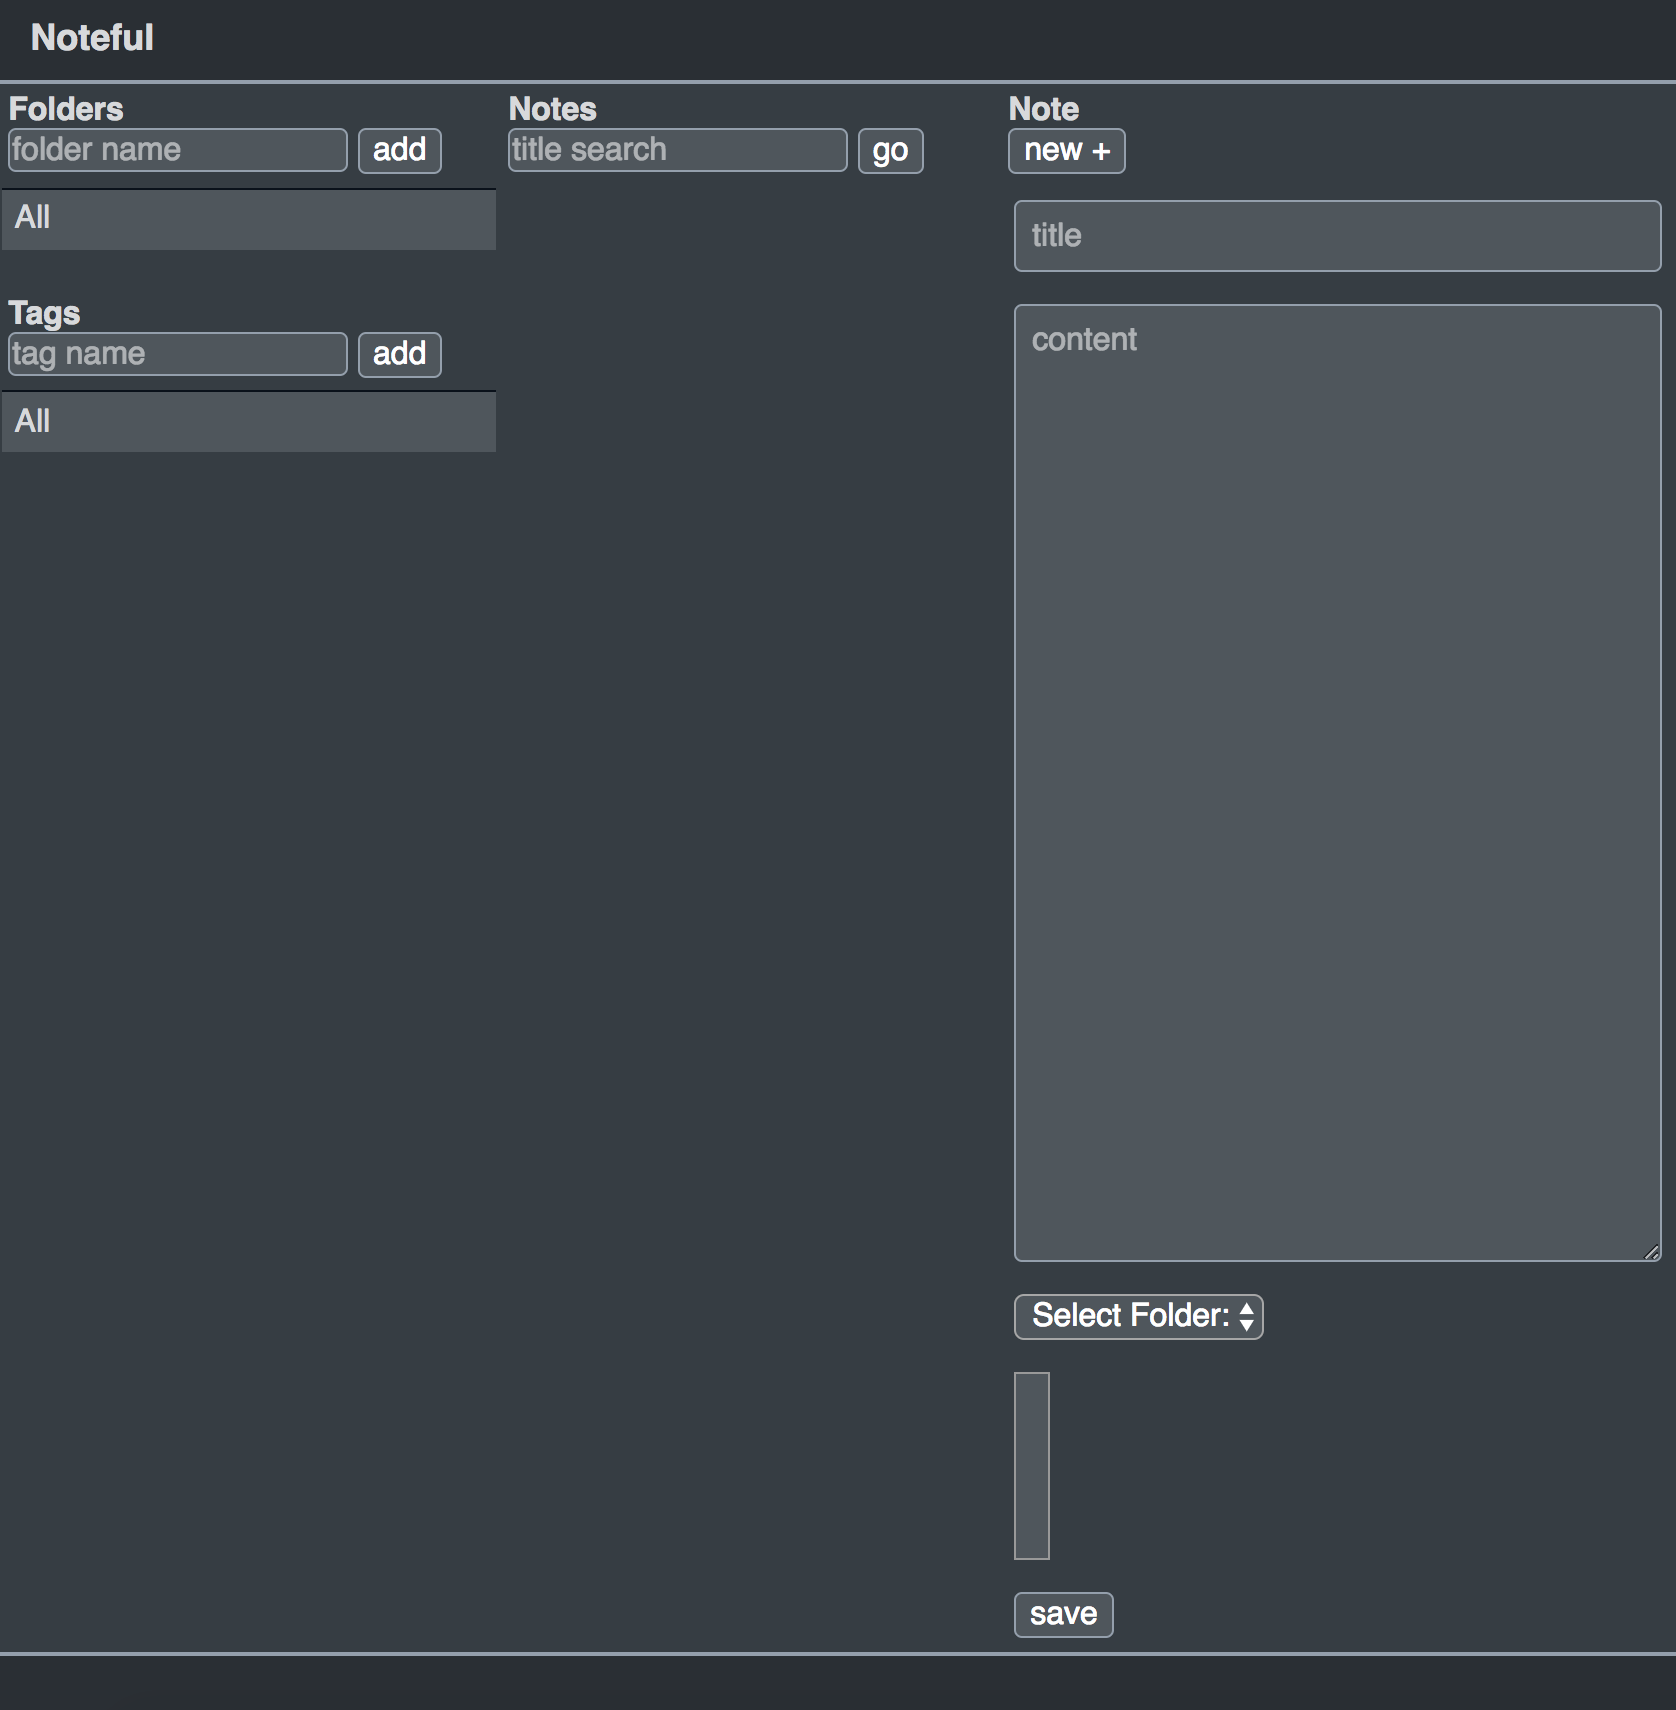 Noteful
Folders
folder name add
All
Tags
tag name add
All
Notes
title search go
Note
new +
title
content
Select Folder:
save